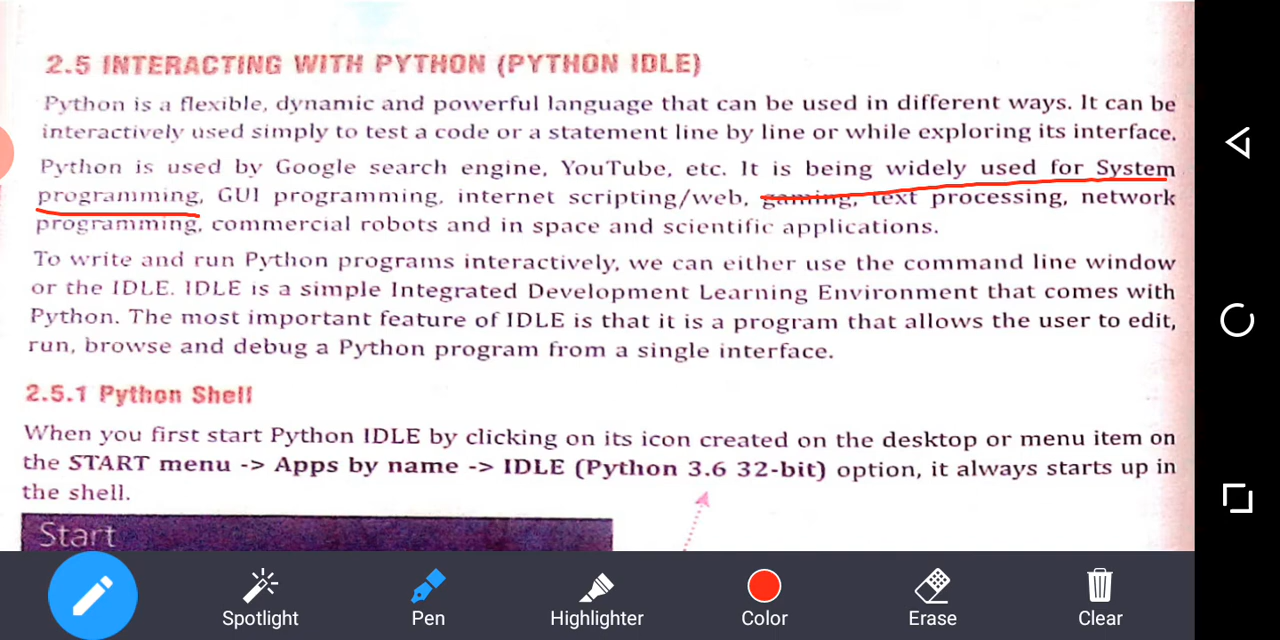 2.5 INTERACTING WITH PYTHON (PYTHON IDLE)
Python is a flexible, dynamic and powerful language that can be used in different ways. It can be
interactively used simply to test a code or a statement line by line or while exploring its interface.
Python is used by Google search engine, YouTube, etc. It is being widely used for System
programming, GUI programming, internet scripting/web, gaming, text processing, network
programming, commercial robots and in space and scientific applications.
To write and run Python programs interactively, we can either use the command line window
or the IDLE. IDLE is a simple Integrated Development Learning Environment that comes with
Python. The most important feature of IDLE is that it is a program that allows the user to edit,
run, browse and debug a Python program from a single interface.
2.5.1 Python Shell
When you first start Python IDLE by clicking on its icon created on the desktop or menu item on
the START menu -> Apps by name -> IDLE (Python 3.6 32-bit) option, it always starts up in
the shell.
Start
Spotlight Pen Highlighter Color Erase Clear